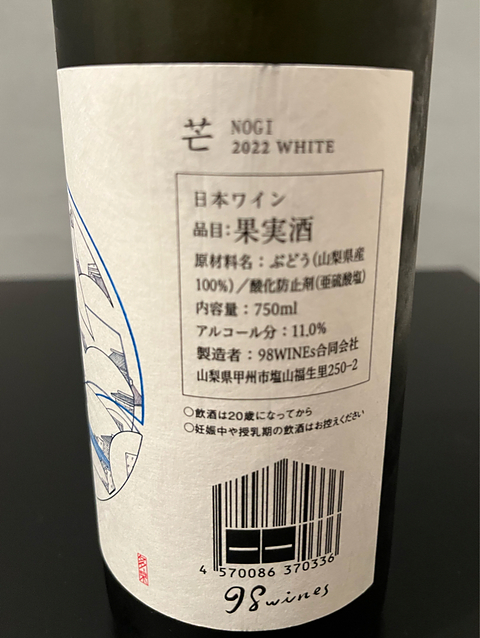 芒 NOGI
2022 WHITE
日本ワイン
品目：果実酒
原材料名：ぶどう（山梨県産
100%）／酸化防止剤（亜硫酸塩）
内容量：750ml
アルコール分：11.0%
製造者：98WINEs合同会社
山梨県甲州市塩山福生里250-2
○飲酒は20歳になってから
○妊娠中や授乳期の飲酒はお控えください
4 570086 370336
98wines